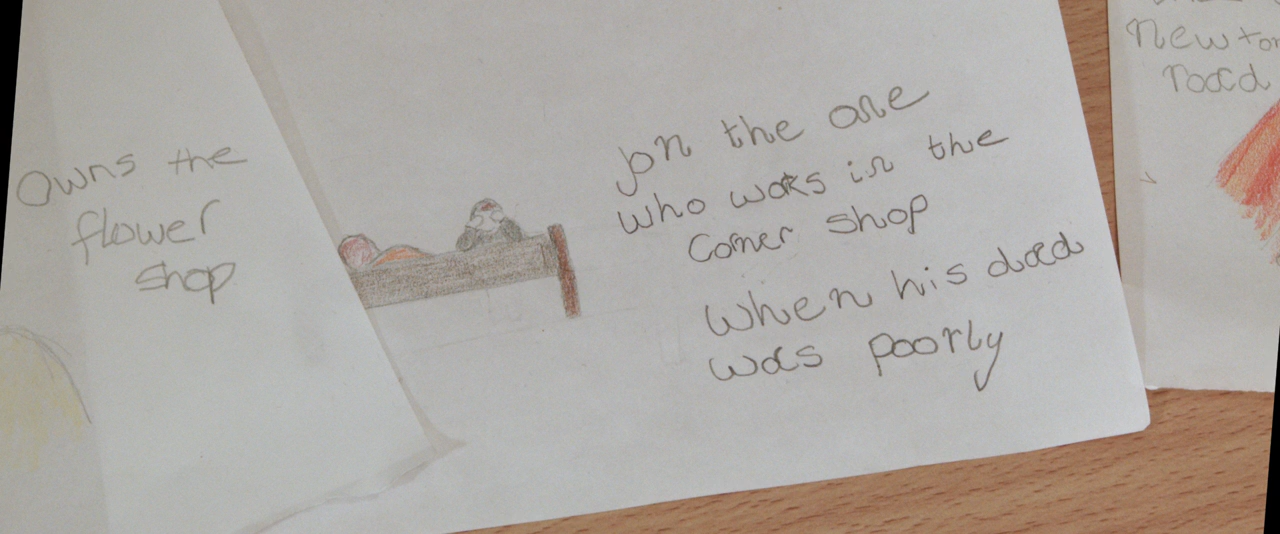 Owns the
flower
shop
jon the one
who works in the
Corner shop
When his dad
was poorly
Newton
road